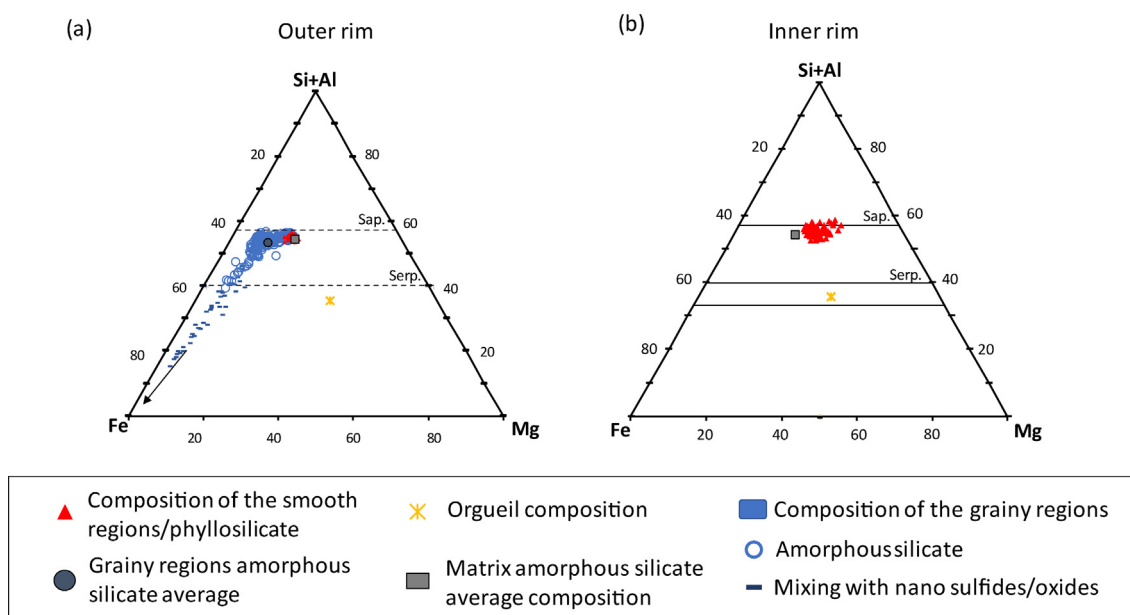 (a)
Outer rim
Si+Al
20
80
40
Sap.
60
60
Serp.
40
80
20
Fe
20
40
60
80
Mg
(b)
Inner rim
Si+Al
20
80
40
Sap.
60
60
Serp.
40
80
20
Fe
20
40
60
80
Mg
Composition of the smooth
regions/phyllosilicate
Orgueil composition
Composition of the grainy regions
Grainy regions amorphous
silicate average
Matrix amorphous silicate
average composition
Amorphous silicate
Mixing with nano sulfides/oxides